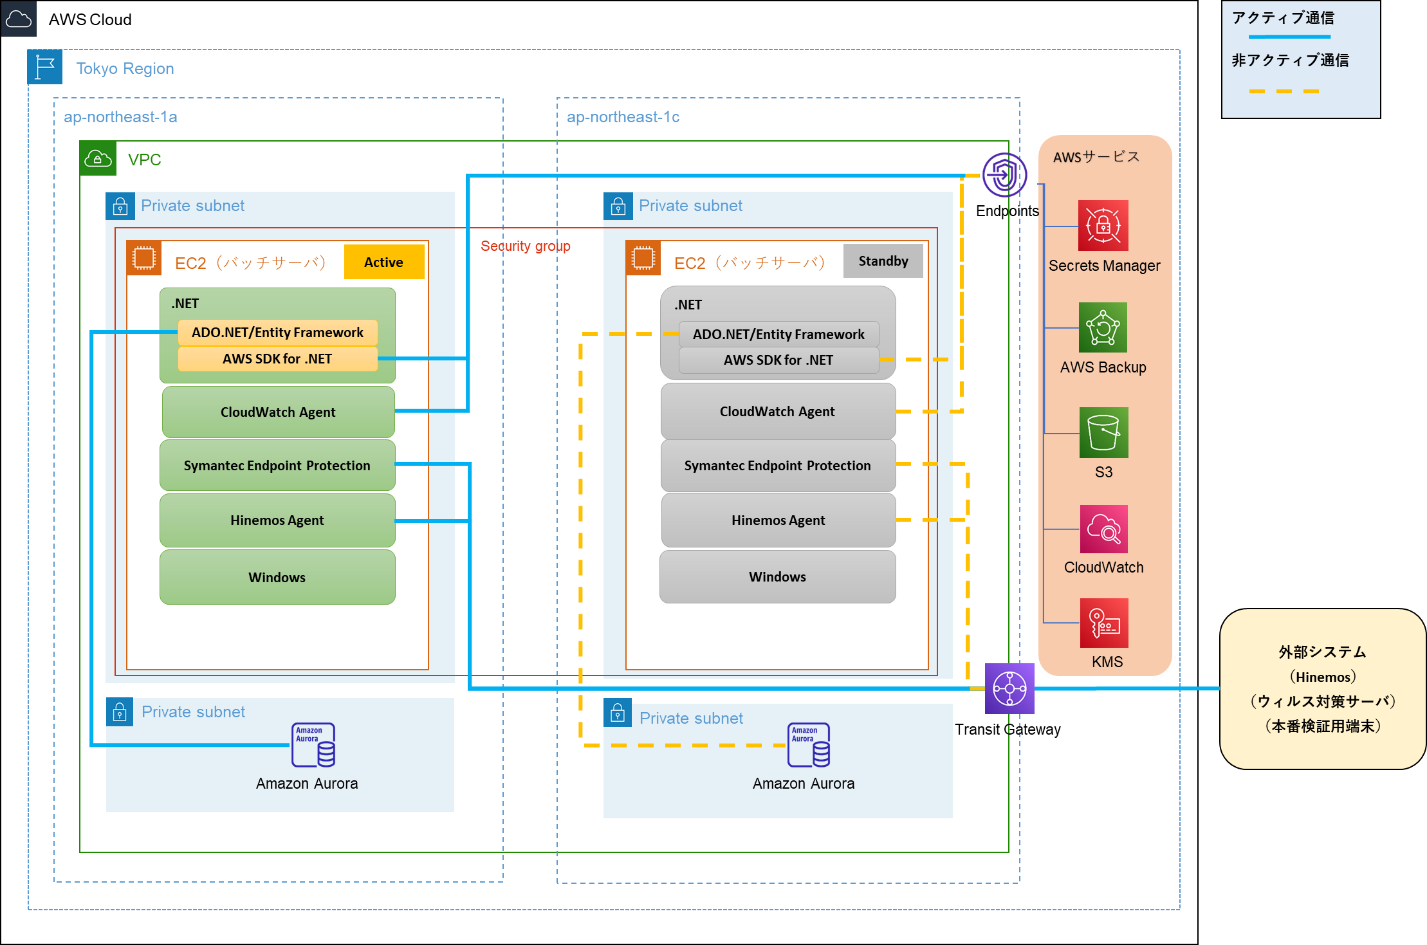 AWS Cloud
アクティブ通信
非アクティブ通信
Tokyo Region
ap-northeast-1a
ap-northeast-1c
VPC
AWSサービス
Private subnet
Private subnet
Endpoints
Security group
EC2（バッチサーバ）
Active
EC2（バッチサーバ）
Standby
Secrets Manager
.NET
ADO.NET/Entity Framework
AWS SDK for .NET
.NET
ADO.NET/Entity Framework
AWS SDK for .NET
AWS Backup
CloudWatch Agent
CloudWatch Agent
Symantec Endpoint Protection
Symantec Endpoint Protection
S3
Hinemos Agent
Hinemos Agent
CloudWatch
Windows
Windows
KMS
外部システム
（Hinemos）
（ウィルス対策サーバ）
（本番検証用端末）
Private subnet
Private subnet
Transit Gateway
Amazon
Aurora
Amazon Aurora
Amazon
Aurora
Amazon Aurora